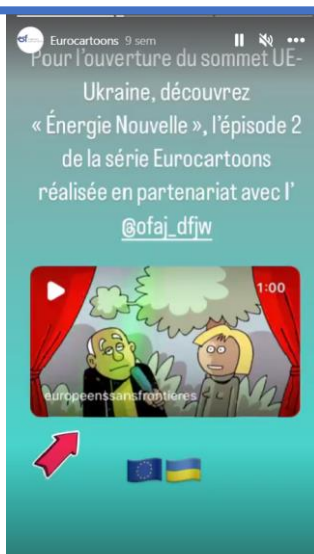 Eurocartoons 9 sem
Pour l'ouverture du sommet UE-
Ukraine, découvrez
« Énergie Nouvelle », l'épisode 2
de la série Eurocartoons
réalisée en partenariat avec l'
@ofaj_dfjw
1:00
europeenssansfrontieres